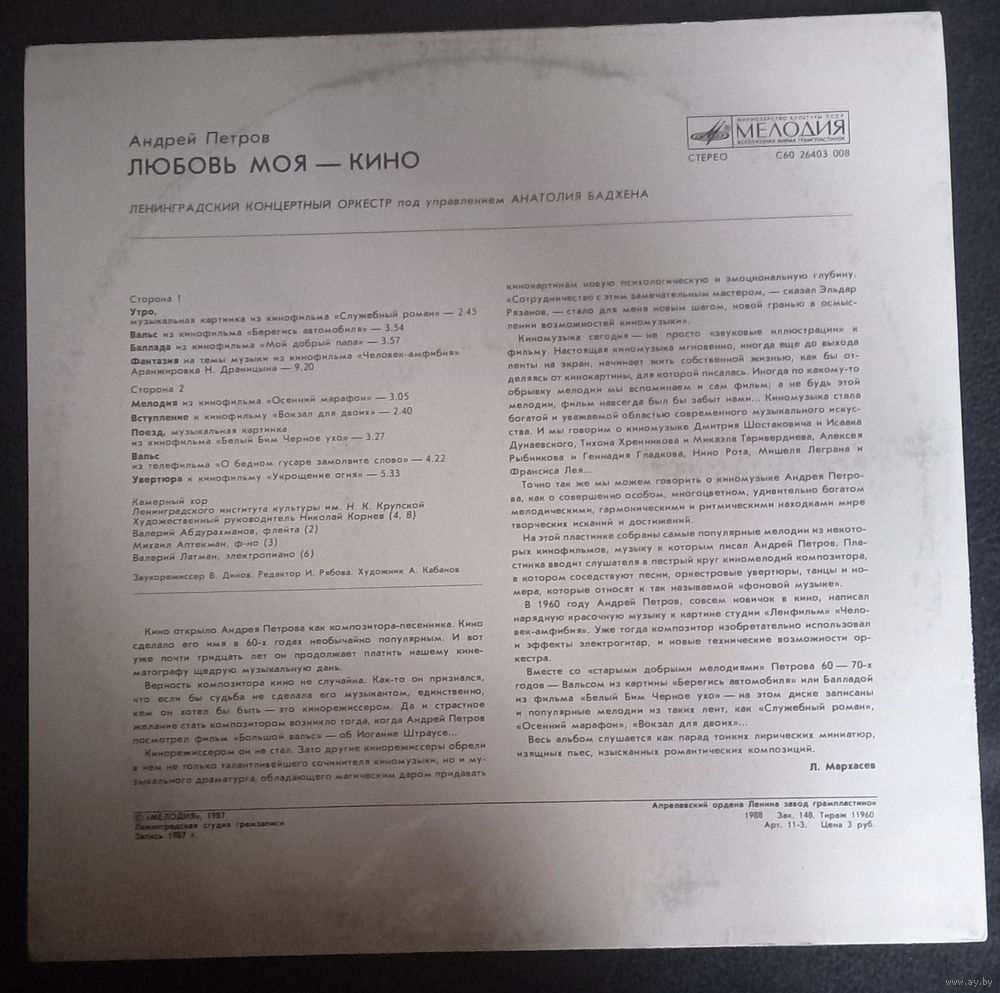 Андрей Петров
ЛЮБОВЬ МОЯ — КИНО
ЛЕНИНГРАДСКИЙ КОНЦЕРТНЫЙ ОРКЕСТР под управлением АНАТОЛИЯ БАДХЕНА
МИНИСТЕРСТВО КУЛЬТУРЫ СССР
МЕЛОДИЯ
ВСЕСОЮЗНАЯ ФИРМА ГРАМПЛАСТИНОК
СТЕРЕО С60 26403 008
Сторона 1
Утро,
музыкальная картинка из кинофильма «Служебный роман» — 2.45
Вальс из кинофильма «Берегись автомобиля» — 3.54
Баллада из кинофильма «Мой добрый папа» — 3.57
Фантазия на темы музыки из кинофильма «Человек-амфибия»
Аранжировка Н. Драницына — 9.20
Сторона 2
Мелодия из кинофильма «Осенний марафон» — 3.05
Вступление к кинофильму «Вокзал для двоих» — 2.40
Поезд, музыкальная картинка
из кинофильма «Белый Бим Черное ухо» — 3.27
Вальс
из телефильма «О бедном гусаре замолвите слово» — 4.22
Увертюра к кинофильму «Укрощение огня» — 5.33
Камерный хор
Ленинградского института культуры им. Н. К. Крупской
Художественный руководитель Николай Корнев (4, 8)
Валерий Абдурахманов, флейта (2)
Михаил Аптекман, ф-но (3)
Валерий Латман, электропиано (6)
Звукорежиссер В. Динов. Редактор И. Рябова. Художник А. Кабанов
Кино открыло Андрея Петрова как композитора-песенника. Кино
сделало его имя в 60-х годах необычайно популярным. И вот
уже почти тридцать лет он продолжает платить нашему кине-
матографу щедрую музыкальную дань.
Верность композитора кино не случайна. Как-то он признался,
что если бы судьба не сделала его музыкантом, единственно,
кем он хотел бы быть — это кинорежиссером. Да и страстное
желание стать композитором возникло тогда, когда Андрей Петров
посмотрел фильм «Большой вальс» — об Иоганне Штраусе...
Кинорежиссером он не стал. Зато другие кинорежиссеры обрели
в нем не только талантливейшего сочинителя киномузыки, но и му-
зыкального драматурга, обладающего магическим даром придавать
кинокартинам новую психологическую и эмоциональную глубину.
«Сотрудничество с этим замечательным мастером, — сказал Эльдар
Рязанов, — стало для меня новым шагом, новой гранью в осмыс-
лении возможностей киномузыки».
Киномузыка сегодня — не просто «звуковые иллюстрации» к
фильму. Настоящая киномузыка мгновенно, иногда еще до выхода
ленты на экран, начинает жить собственной жизнью, как бы от-
деляясь от кинокартины, для которой писалась. Иногда по какому-то
обрывку мелодии мы вспоминаем и сам фильм; а не будь этой
мелодии, фильм навсегда был бы забыт нами... Киномузыка стала
богатой и уважаемой областью современного музыкального искус-
ства. И мы говорим о киномузыке Дмитрия Шостаковича и Исаака
Дунаевского, Тихона Хренникова и Микаэла Таривердиева, Алексея
Рыбникова и Геннадия Гладкова, Нино Рота, Мишеля Леграна и
Франсиса Лея...
Точно так же мы можем говорить о киномузыке Андрея Петро-
ва, как о совершенно особом, многоцветном, удивительно богатом
мелодическими, гармоническими и ритмическими находками мире
творческих исканий и достижений.
На этой пластинке собраны самые популярные мелодии из некото-
рых кинофильмов, музыку к которым писал Андрей Петров. Пла-
стинка вводит слушателя в пестрый круг киномелодий композитора,
в котором соседствуют песни, оркестровые увертюры, танцы и но-
мера, которые относят к так называемой «фоновой музыке».
В 1960 году Андрей Петров, совсем новичок в кино, написал
нарядную красочную музыку к картине студии «Ленфильм» «Чело-
век-амфибия». Уже тогда композитор изобретательно использовал
и эффекты электрогитар, и новые технические возможности ор-
кестра.
Вместе со «старыми добрыми мелодиями» Петрова 60 — 70-х
годов — Вальсом из картины «Берегись автомобиля» или Балладой
из фильма «Белый Бим Черное ухо» — на этом диске записаны
и популярные мелодии из таких лент, как «Служебный роман»,
«Осенний марафон», «Вокзал для двоих»...
Весь альбом слушается как парад тонких лирических миниатюр,
изящных пьес, изысканных романтических композиций.
Л. Мархасев
© «МЕЛОДИЯ», 1987
Ленинградская студия грамзаписи
Запись 1987 г.
Апрелевский ордена Ленина завод грампластинок
1988 Зак. 148. Тираж 11960
Арт. 11-3. Цена 3 руб.
www.ay.by